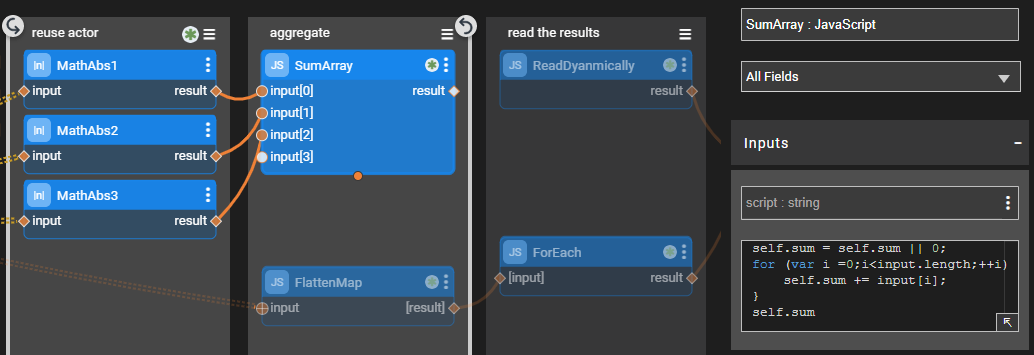 reuse actor
|n|
MathAbs1
input
result
|n|
MathAbs2
input
result
|n|
MathAbs3
input
result
aggregate
JS
SumArray
input[0]
result
input[1]
input[2]
input[3]
JS
FlattenMap
input
[result]
read the results
JS
ReadDyanmically
result
JS
ForEach
[input]
result
SumArray : JavaScript
All Fields
Inputs
script : string
self.sum = self.sum || 0;
for (var i =0;i<input.length;++i)
self.sum += input[i];
}
self.sum